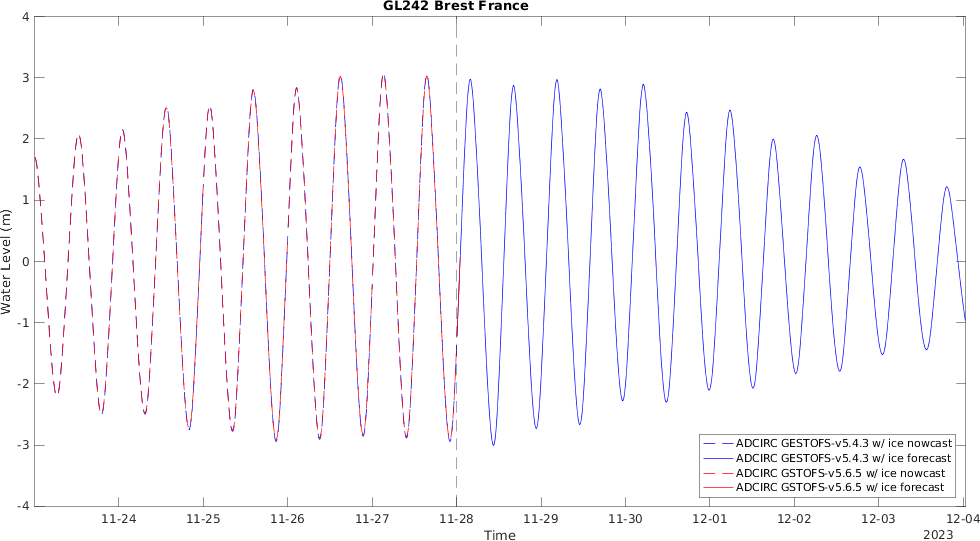 GL242 Brest France
4
3
2
1
0
-1
-2
-3
-4
Water Level (m)
ADCIRC GESTOFS-v5.4.3 w/ ice nowcast
ADCIRC GESTOFS-v5.4.3 w/ ice forecast
ADCIRC GSTOFS-v5.6.5 w/ ice nowcast
ADCIRC GSTOFS-v5.6.5 w/ ice forecast
11-24 11-25 11-26 11-27 11-28 11-29 11-30 12-01 12-02 12-03 12-04
Time
2023